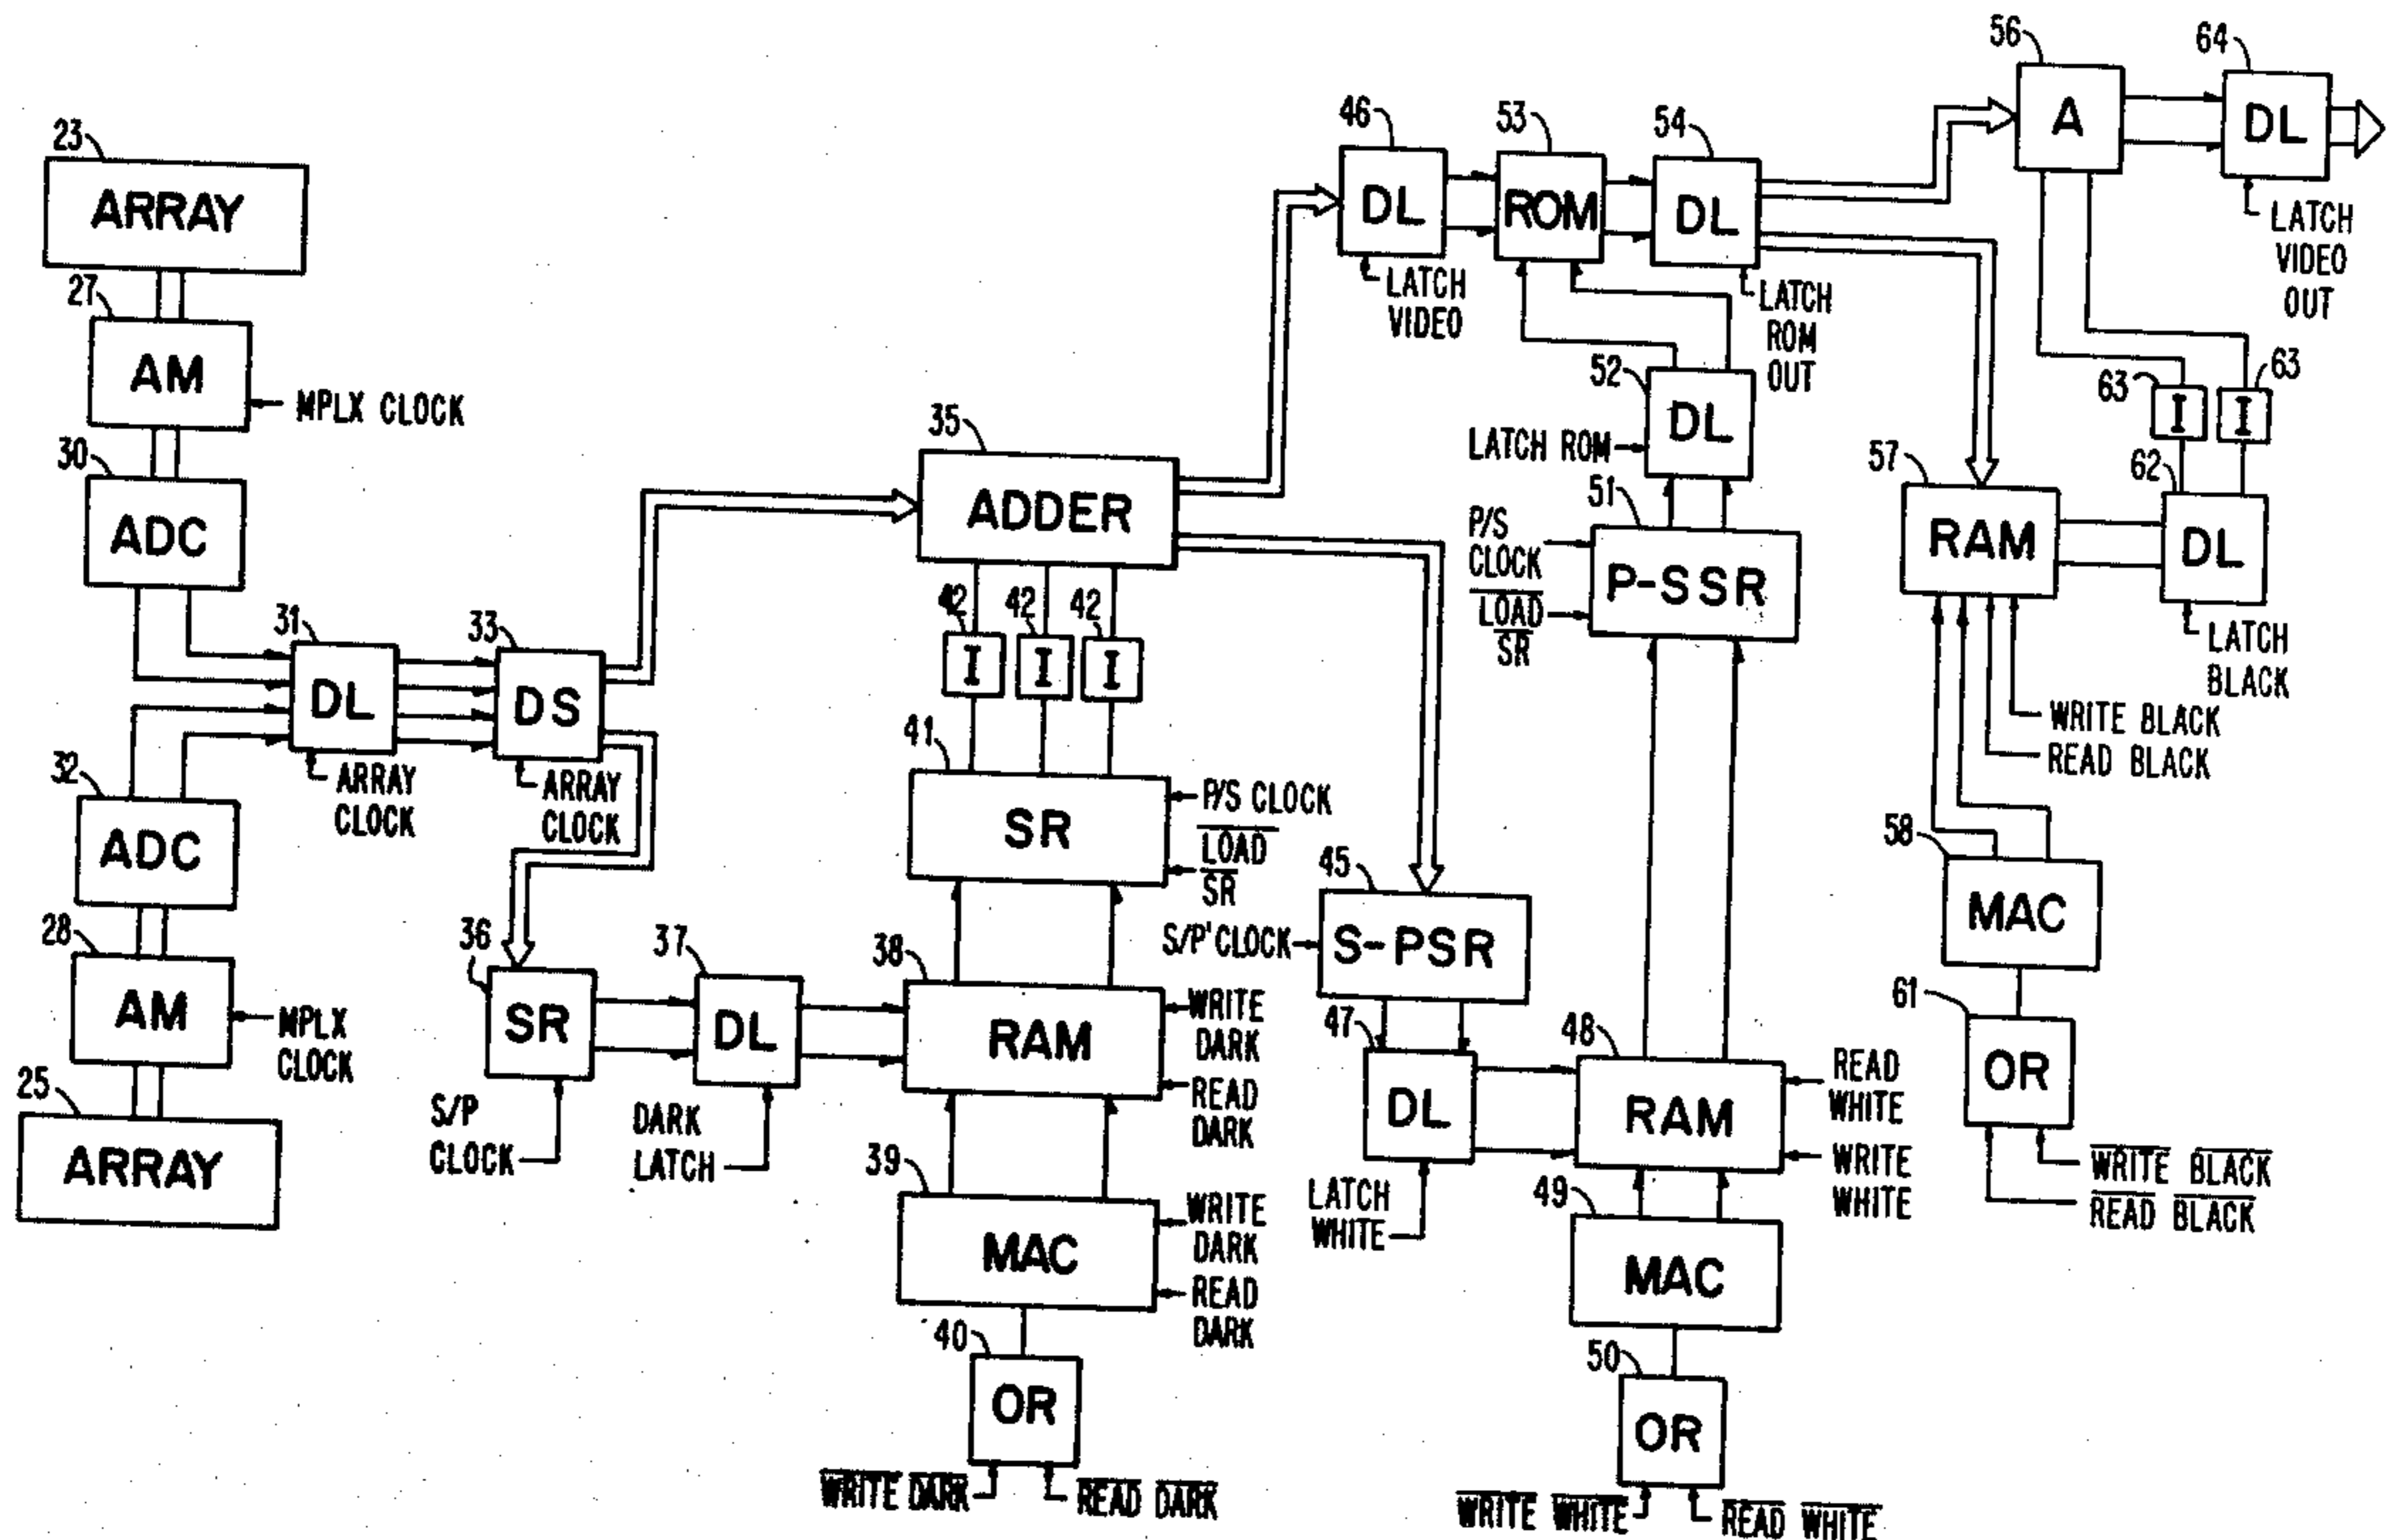 23
ARRAY
27
AM
MPLX CLOCK
30
ADC
31
DL
ARRAY
CLOCK
33
DS
ARRAY
CLOCK
32
ADC
28
AM
MPLX
CLOCK
25
ARRAY
36
SR
S/P
CLOCK
37
DL
DARK
LATCH
35
ADDER
42
42
42
I
I
I
41
SR
P/S CLOCK
LOAD
SR
38
RAM
WRITE
DARK
READ
DARK
39
MAC
WRITE
DARK
READ
DARK
40
OR
WRITE DARK
READ DARK
46
DL
LATCH
VIDEO
53
ROM
54
DL
LATCH
ROM
OUT
52
DL
LATCH ROM
51
P-SSR
P/S
CLOCK
LOAD
SR
45
S-PSR
S/P' CLOCK
47
DL
LATCH
WHITE
48
RAM
READ
WHITE
WRITE
WHITE
49
MAC
50
OR
WRITE WHITE
READ WHITE
56
A
64
DL
LATCH
VIDEO
OUT
63
63
I
I
57
RAM
62
DL
LATCH
BLACK
WRITE BLACK
READ BLACK
58
MAC
61
OR
WRITE BLACK
READ BLACK